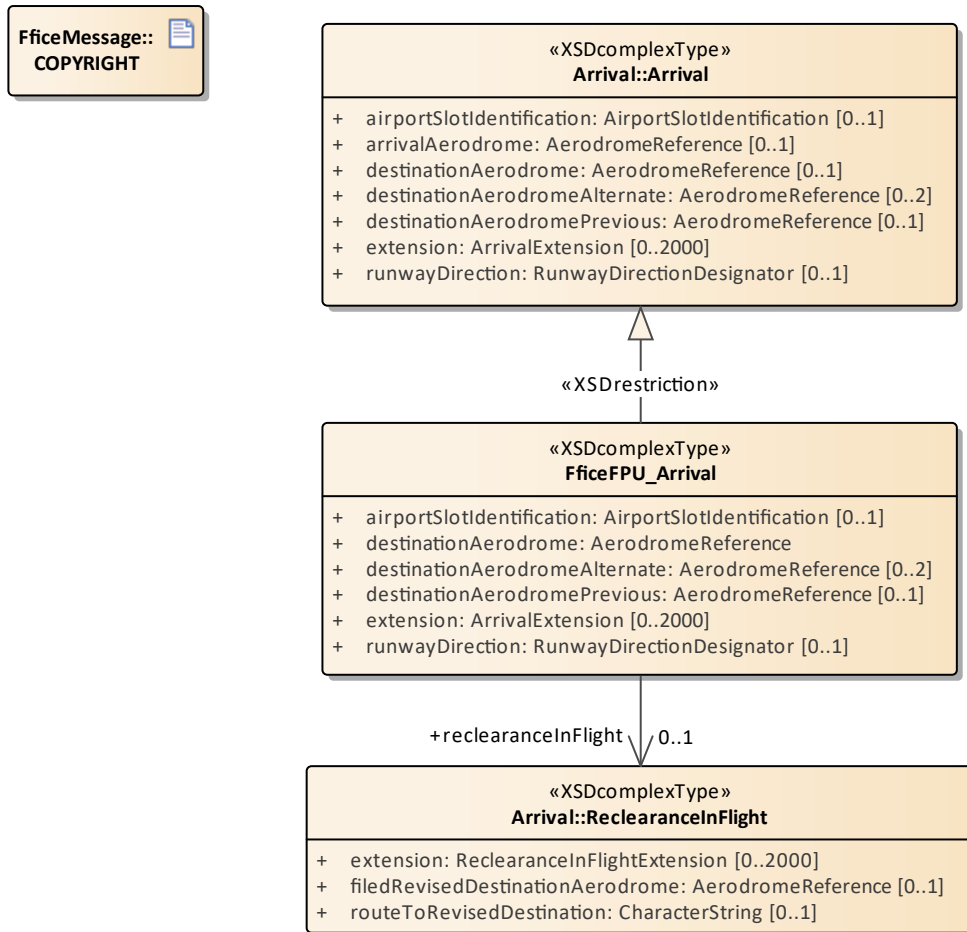 FficeMessage::
COPYRIGHT
«XSDcomplexType»
Arrival::Arrival
+ airportSlotIdentification: AirportSlotIdentification [0..1]
+ arrivalAerodrome: AerodromeReference [0..1]
+ destinationAerodrome: AerodromeReference [0..1]
+ destinationAerodromeAlternate: AerodromeReference [0..2]
+ destinationAerodromePrevious: AerodromeReference [0..1]
+ extension: ArrivalExtension [0..2000]
+ runwayDirection: RunwayDirectionDesignator [0..1]
«XSDrestriction»
«XSDcomplexType»
FficeFPU_Arrival
+ airportSlotIdentification: AirportSlotIdentification [0..1]
+ destinationAerodrome: AerodromeReference
+ destinationAerodromeAlternate: AerodromeReference [0..2]
+ destinationAerodromePrevious: AerodromeReference [0..1]
+ extension: ArrivalExtension [0..2000]
+ runwayDirection: RunwayDirectionDesignator [0..1]
+reclearanceInFlight 0..1
«XSDcomplexType»
Arrival::ReclearanceInFlight
+ extension: ReclearanceInFlightExtension [0..2000]
+ filedRevisedDestinationAerodrome: AerodromeReference [0..1]
+ routeToRevisedDestination: CharacterString [0..1]